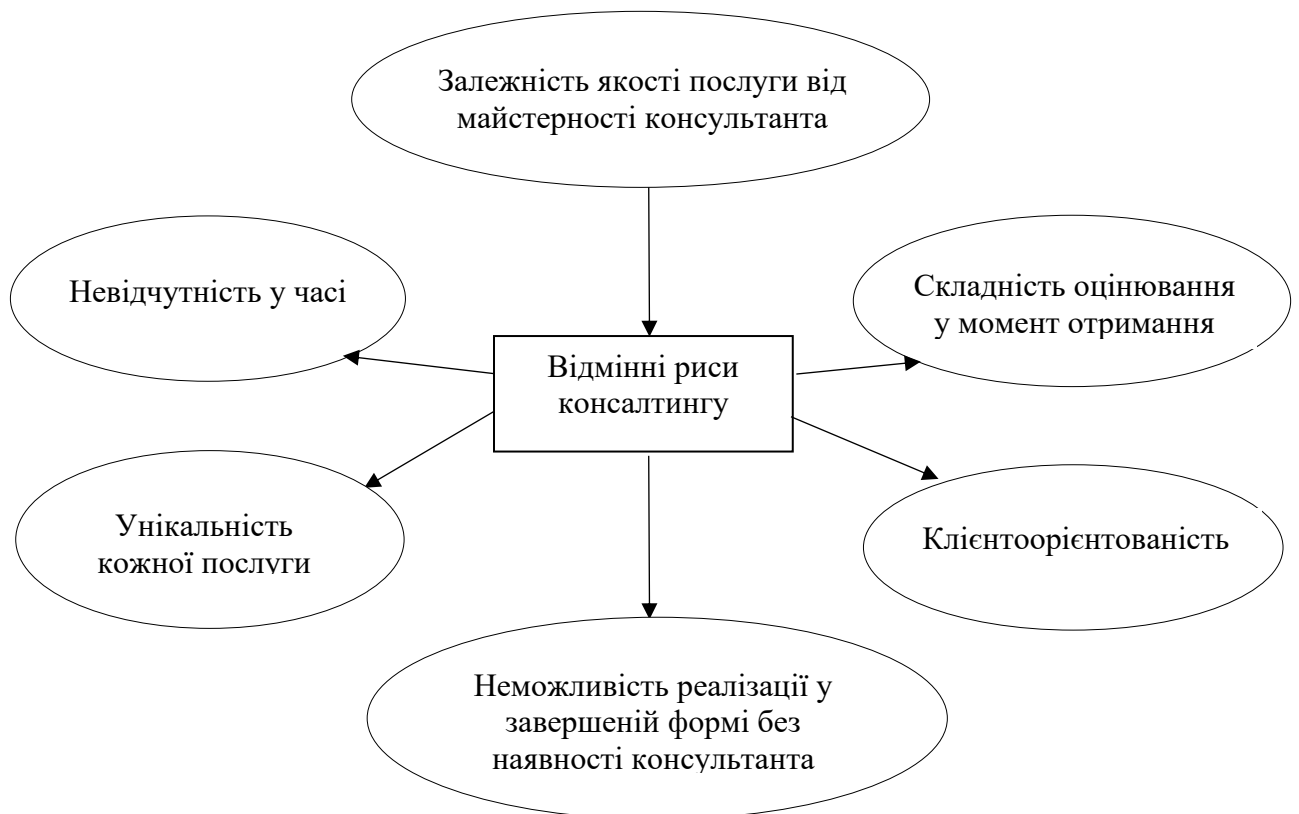 Залежність якості послуги від
майстерності консультанта
Невідчутність у часі
Складність оцінювання
у момент отримання
Відмінні риси
консалтингу
Унікальність
кожної послуги
Клієнтоорієнтованість
Неможливість реалізації у
завершеній формі без
наявності консультанта